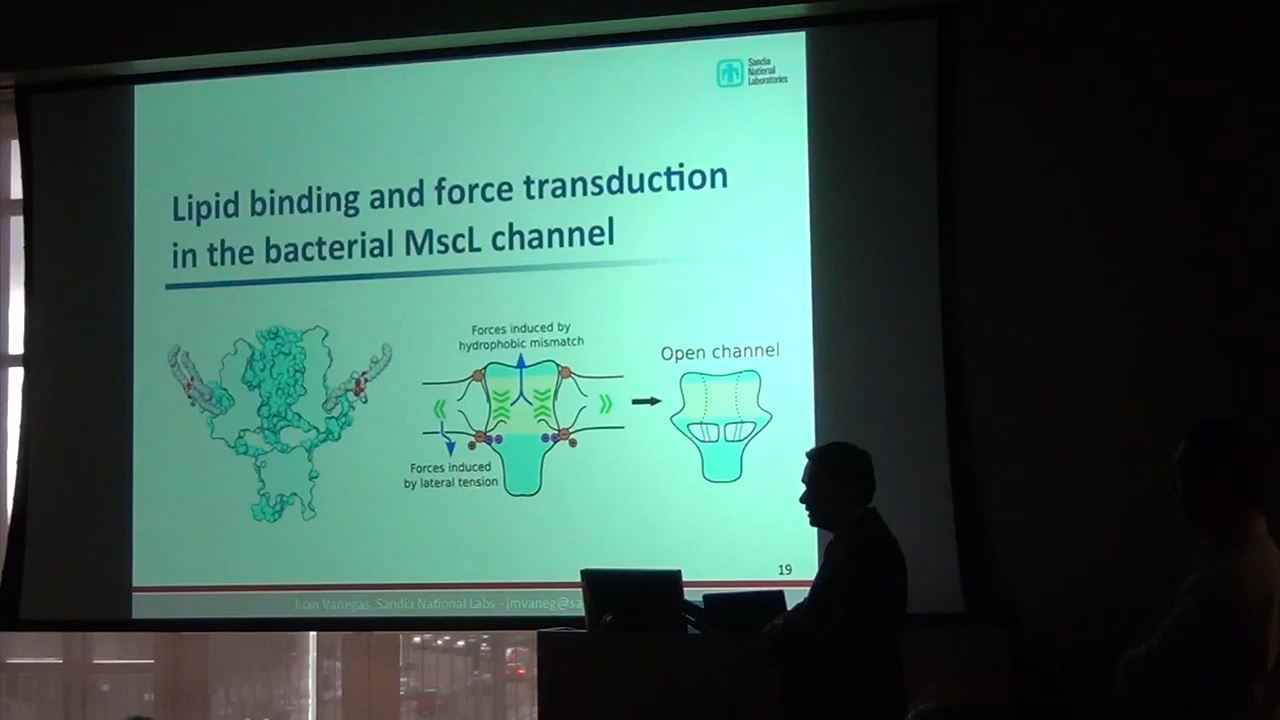 Sandia
National
Laboratories
Lipid binding and force transduction
in the bacterial MscL channel
Forces induced by
hydrophobic mismatch
Open channel
Forces induced
by lateral tension
19
Juan Vanegas, Sandia National Labs - jmvaneg@sa